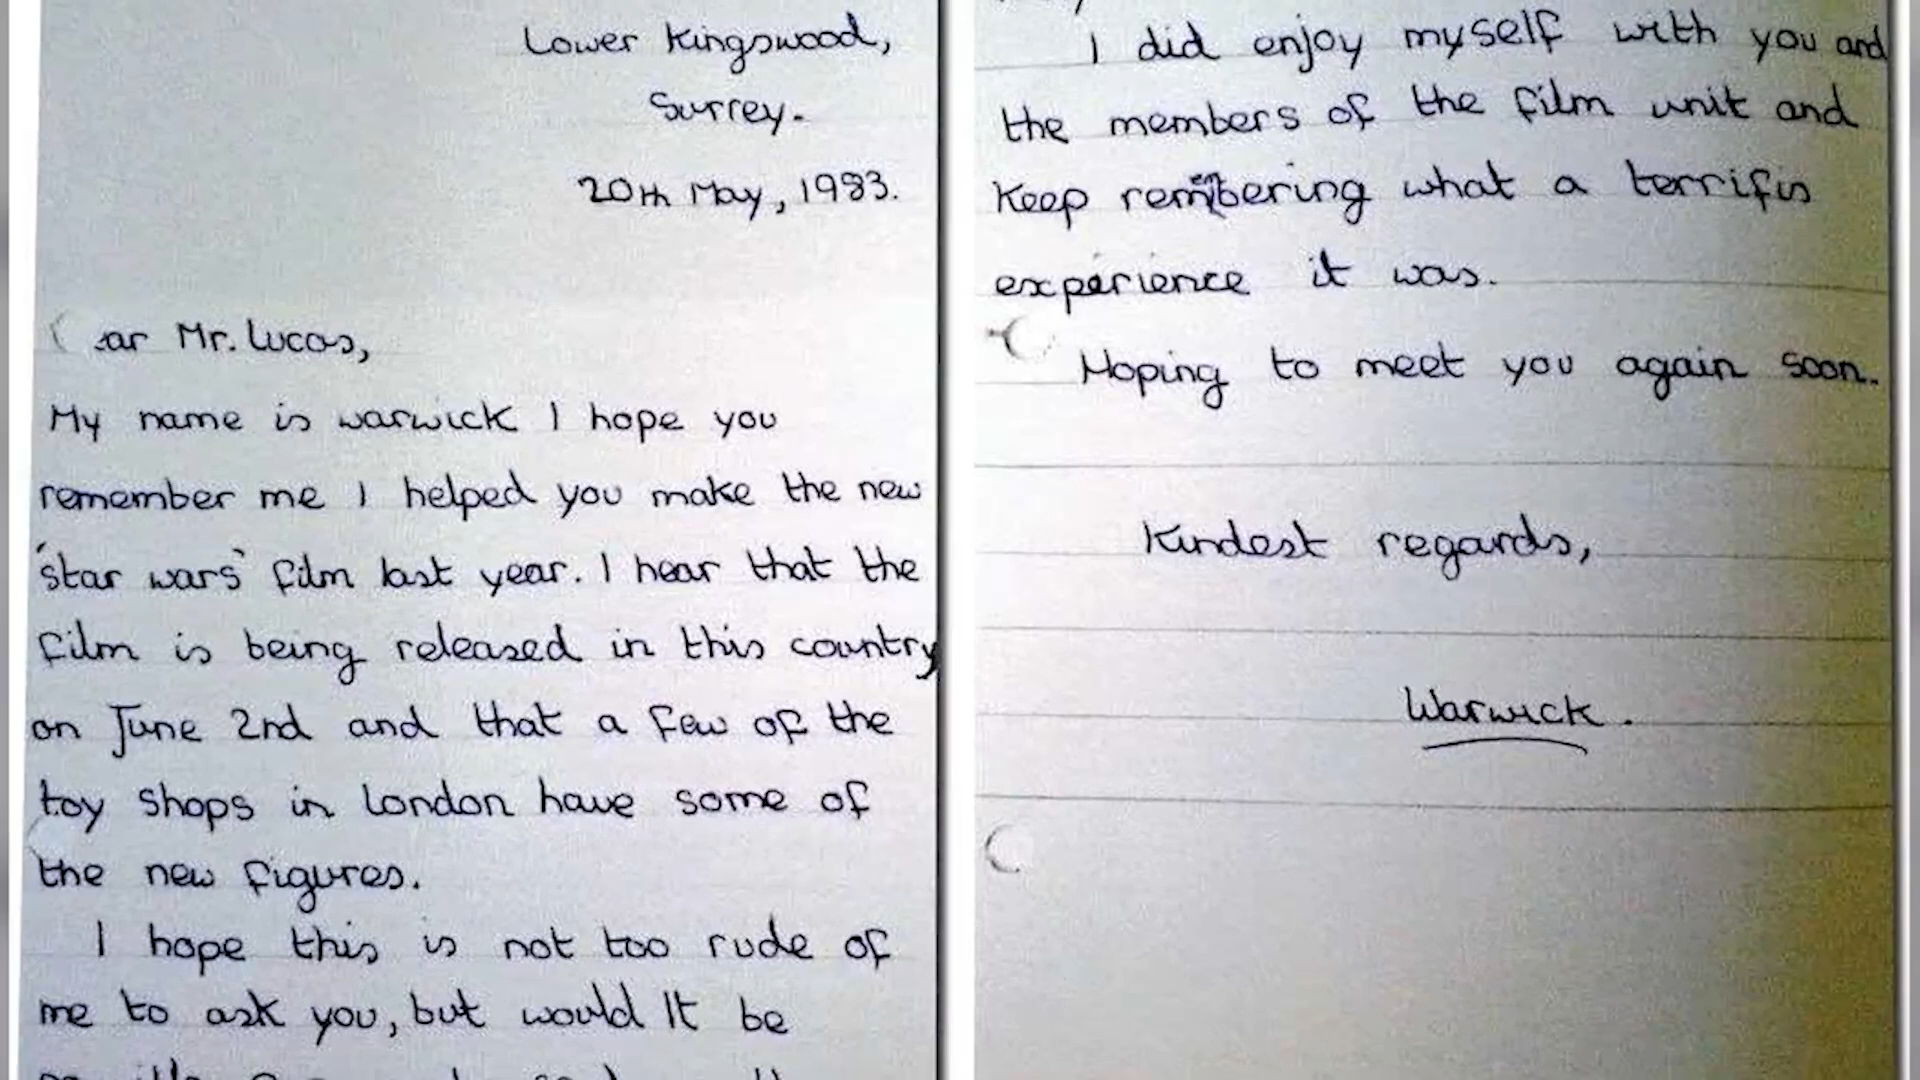 Lower Kingswood,
Surrey.
20th May, 1983.
ar Mr. Lucas,
My name is warwick I hope you
remember me I helped you make the new
'star wars' film last year. I hear that the
film is being released in this country
on June 2nd and that a few of the
toy shops in London have some of
the new figures.
I hope this is not too rude of
me to ask you, but would It be
I did enjoy myself with you and
the members of the film unit and
Keep remembering what a terrific
experience it was.
Hoping to meet you again soon.
Kindest regards,
Warwick.